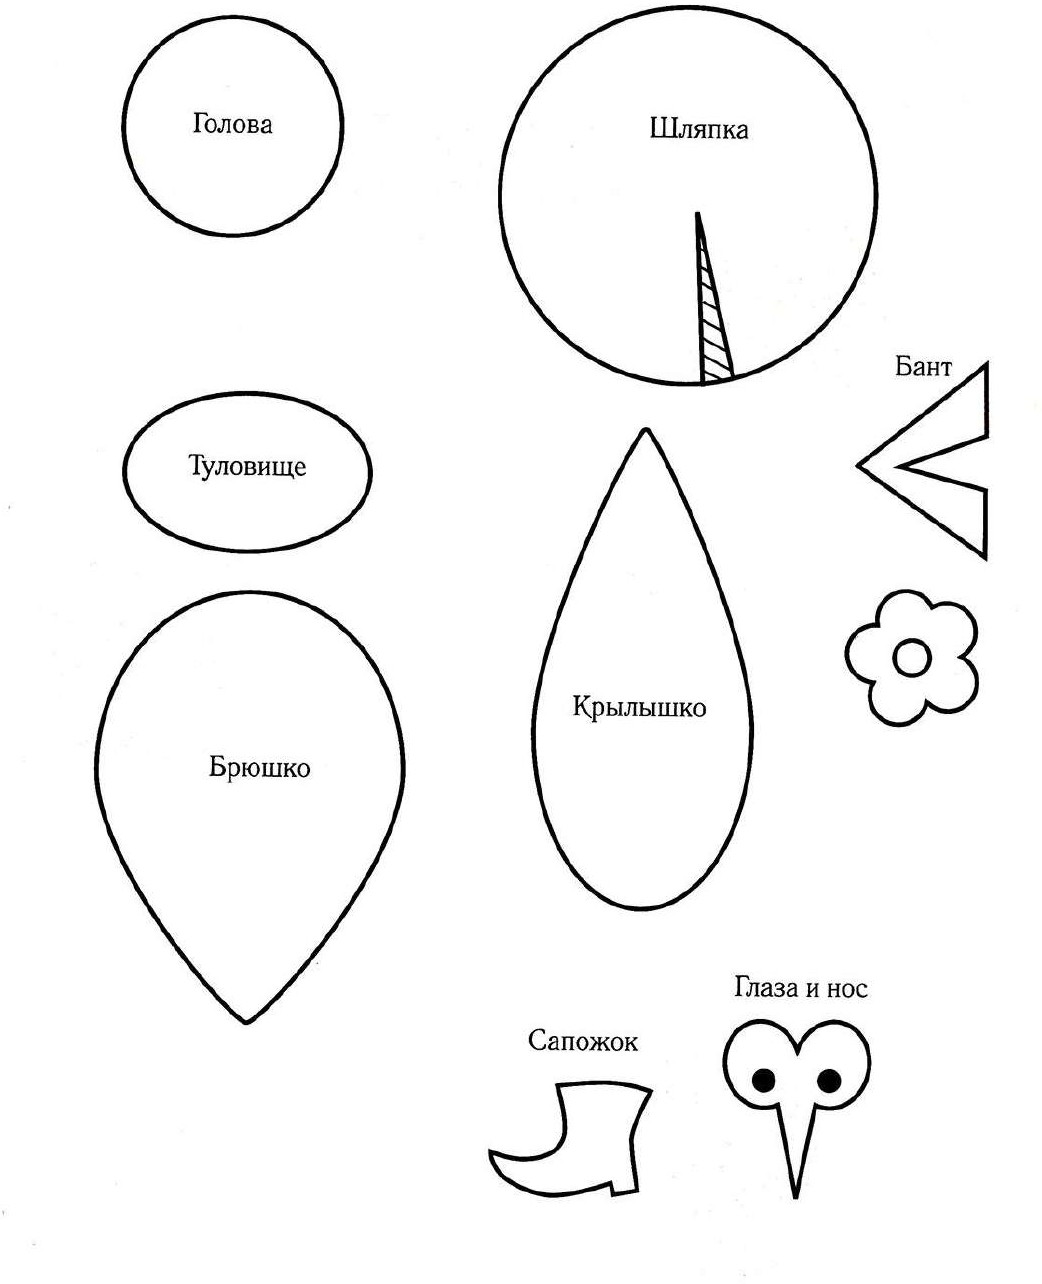 Голова
Шляпка
Бант
Туловище
Крылышко
Брюшко
Глаза и нос
Сапожок